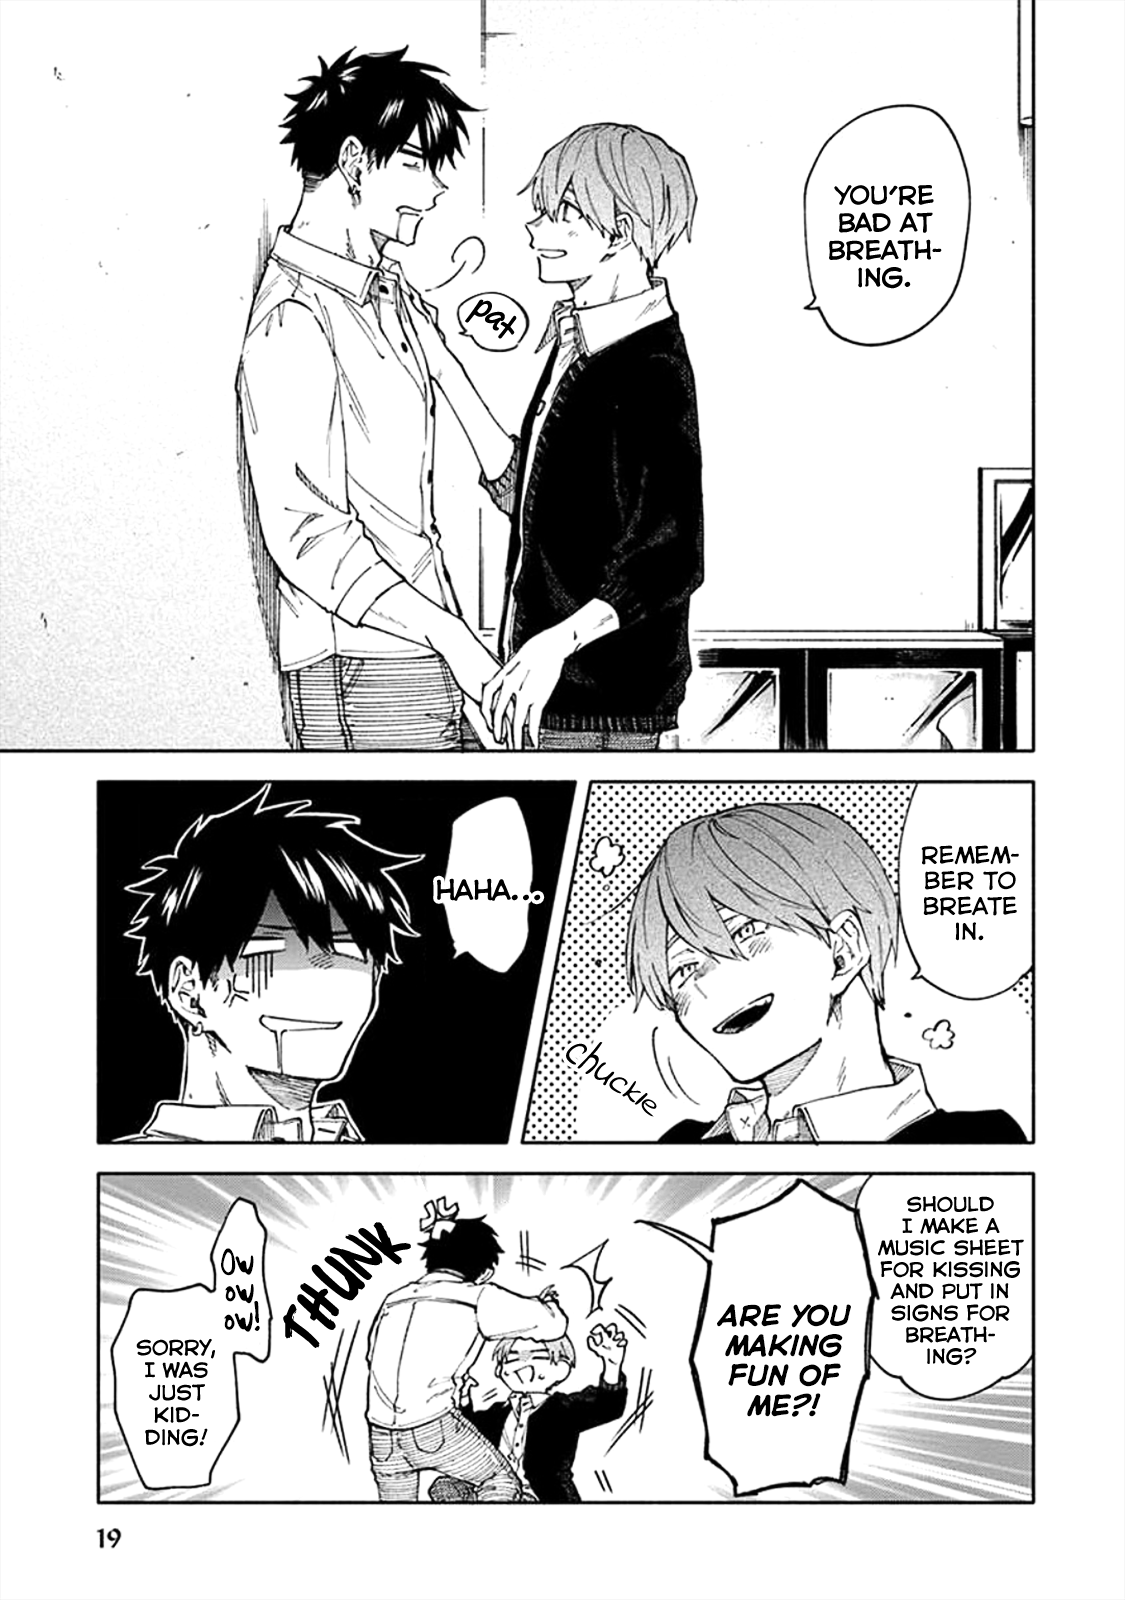 YOU'RE
BAD AT
BREATH-
ING.
pat
REMEM-
BER TO
BREATE
IN.
chuckle
HAHA...
SHOULD
I MAKE A
MUSIC SHEET
FOR KISSING
AND PUT IN
SIGNS FOR
BREATH-
ING?
ARE YOU
MAKING
FUN OF
ME?!
THUNK
OW
OW
OW!
SORRY,
I WAS
JUST
KID-
DING!
19